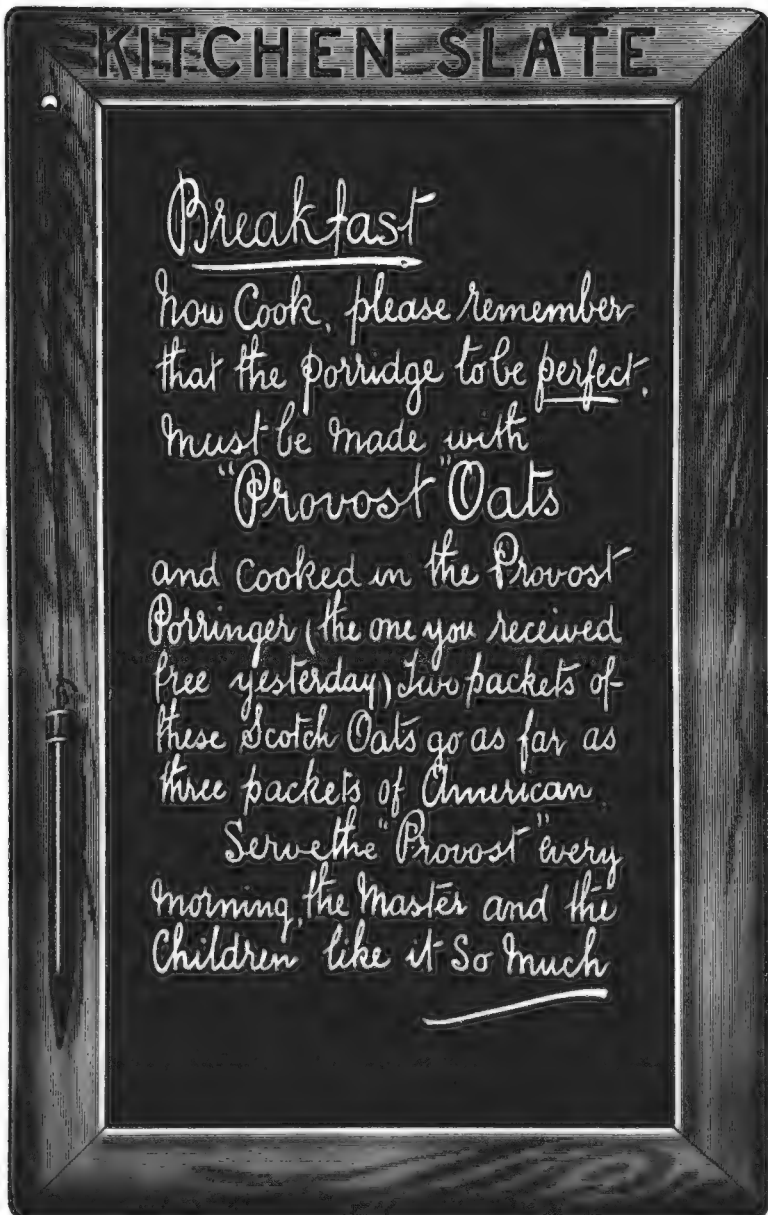 KITCHEN SLATE
Breakfast
Now Cook, please remember
that the porridge to be perfect,
must be made with
"Provost" Oats
and cooked in the Provost
Porringer (the one you received
free yesterday) Two packets of
these Scotch Oats go as far as
three packets of American.
Serve the "Provost" every
morning, the Master and the
Children like it So Much